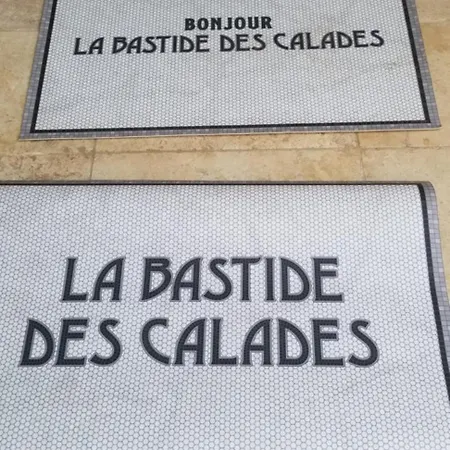 BONJOUR
LA BASTIDE DES CALADES
LA BASTIDE
DES CALADES